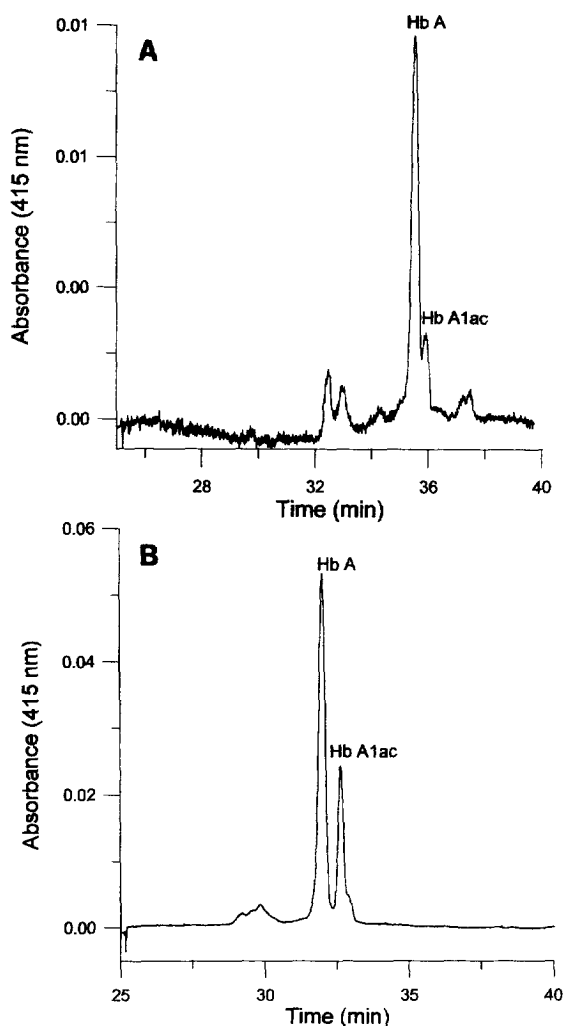 A
Hb A
Hb A1ac
0.01
0.01
0.00
0.00
Absorbance (415 nm)
28 32 36 40
Time (min)
B
Hb A
Hb A1ac
0.06
0.04
0.02
0.00
Absorbance (415 nm)
25 30 35 40
Time (min)